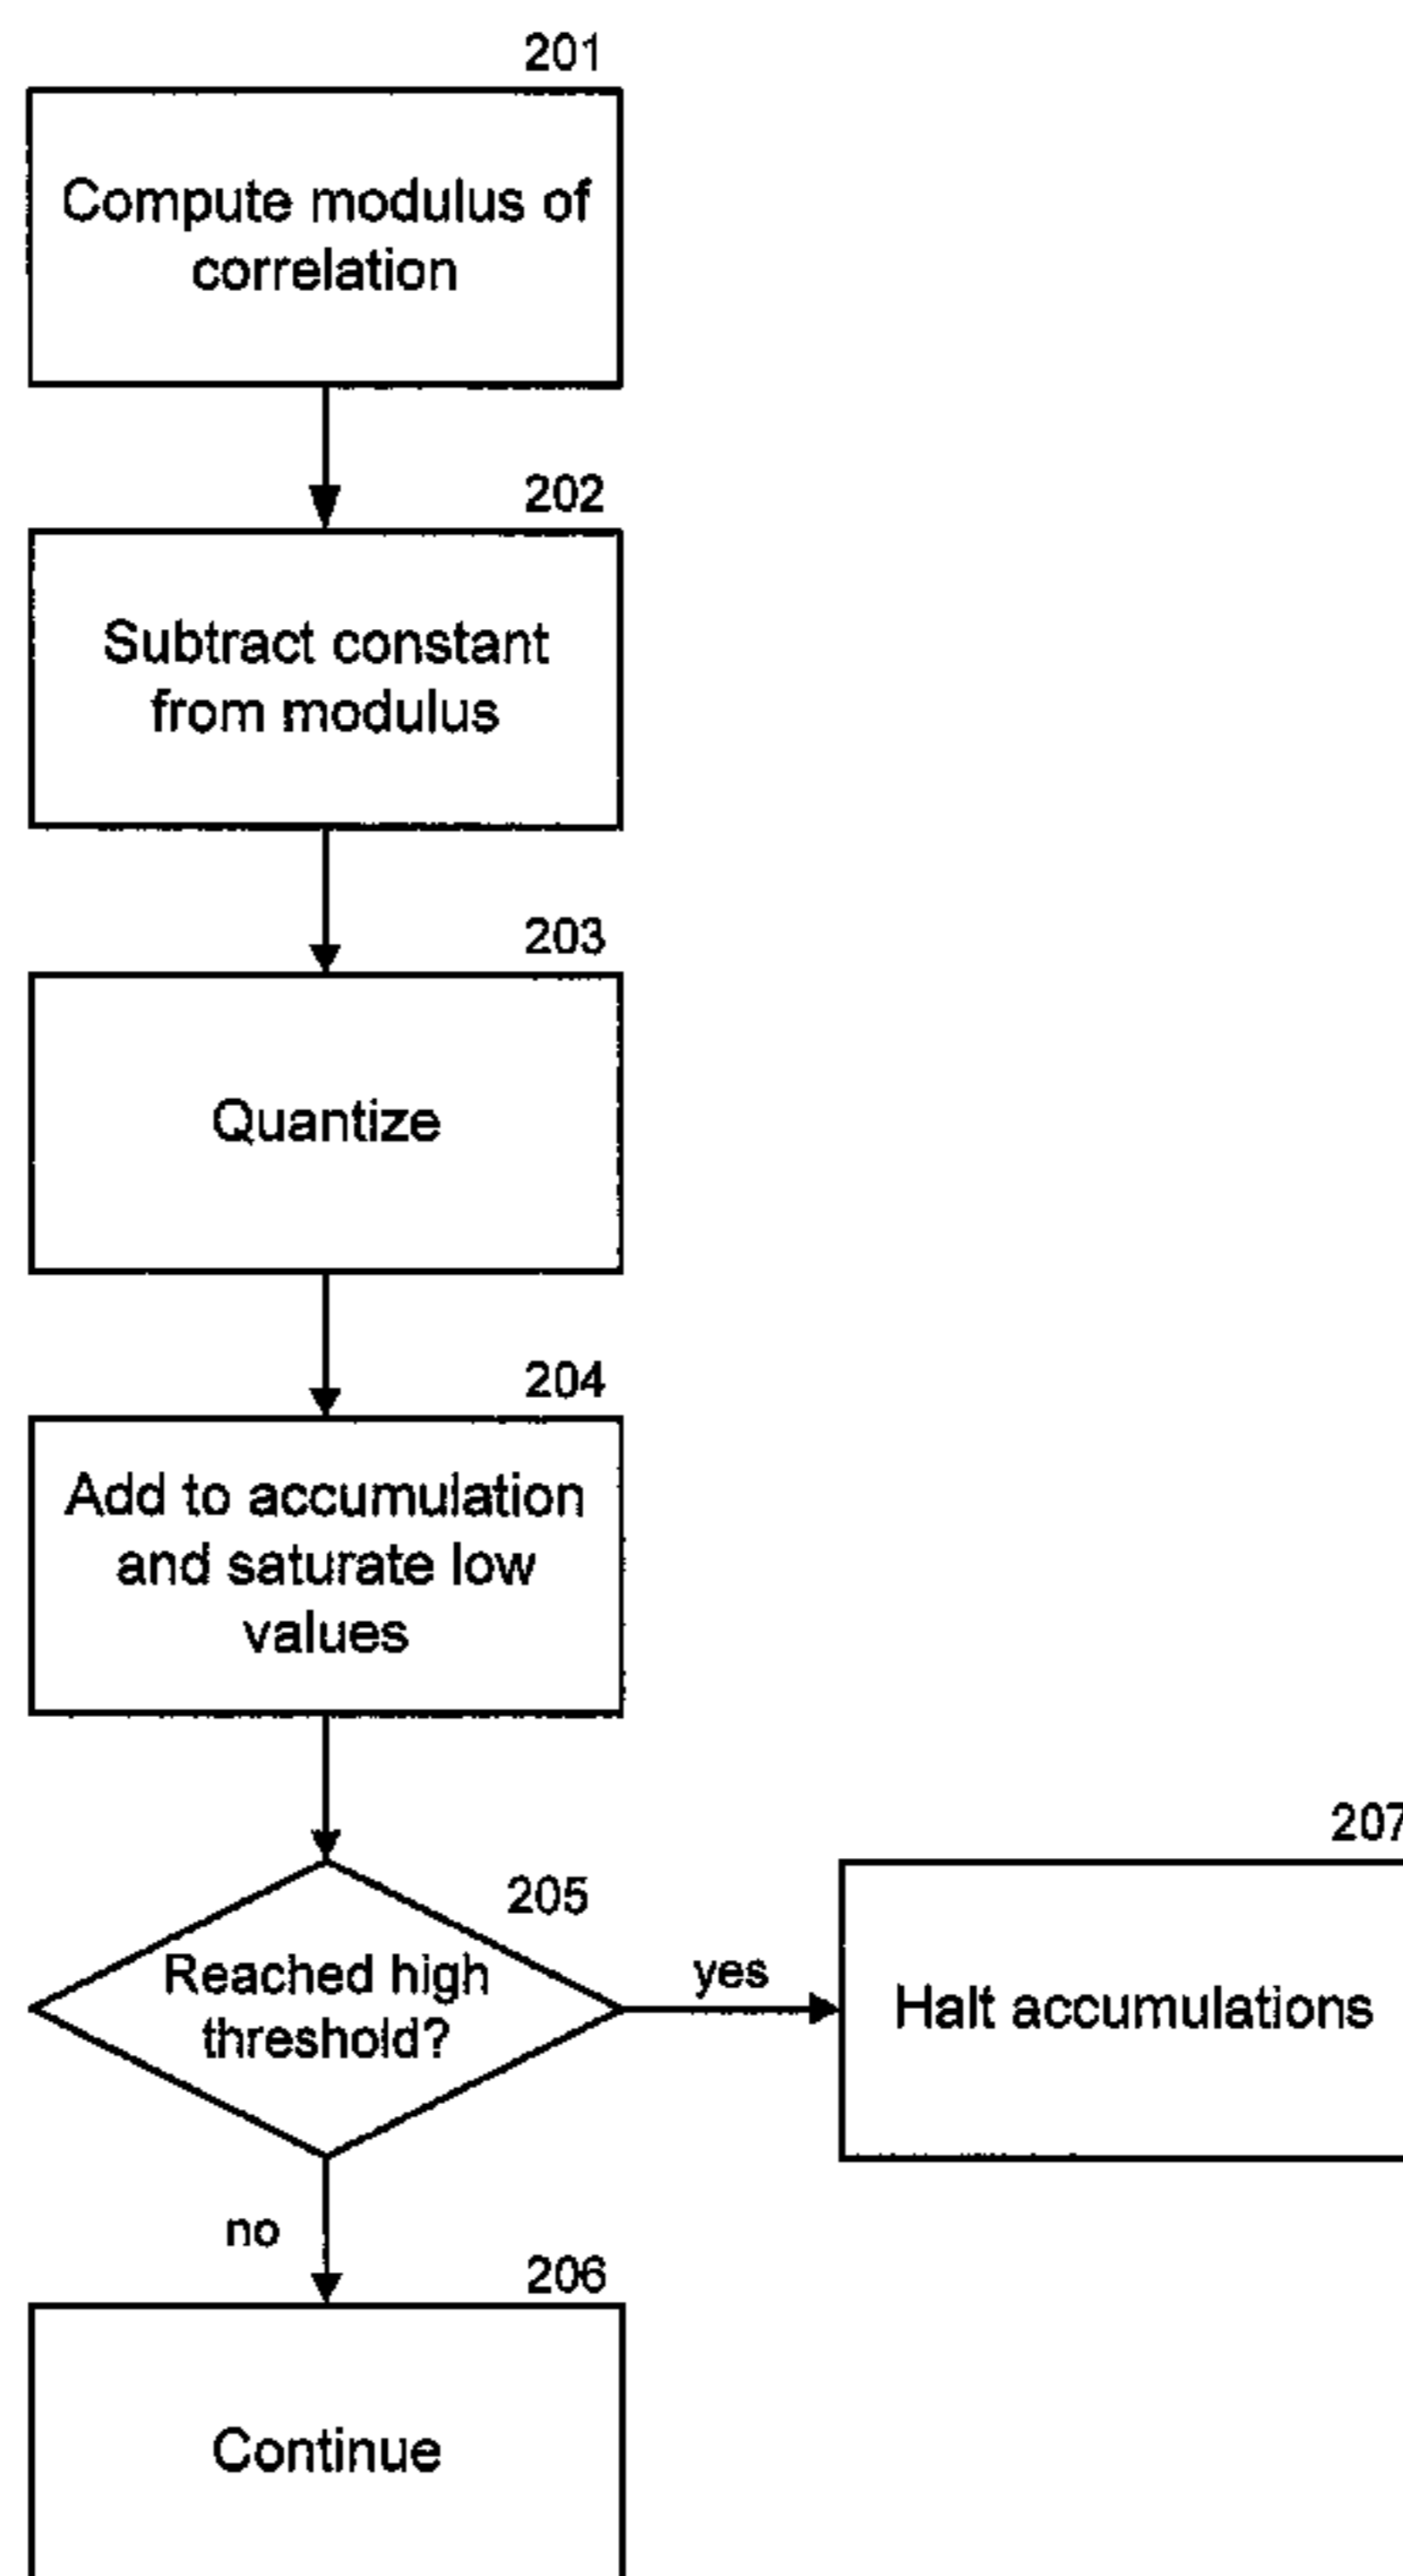 201
Compute modulus of
correlation
202
Subtract constant
from modulus
203
Quantize
204
Add to accumulation
and saturate low
values
205
Reached high
threshold?
yes
207
Halt accumulations
no
206
Continue